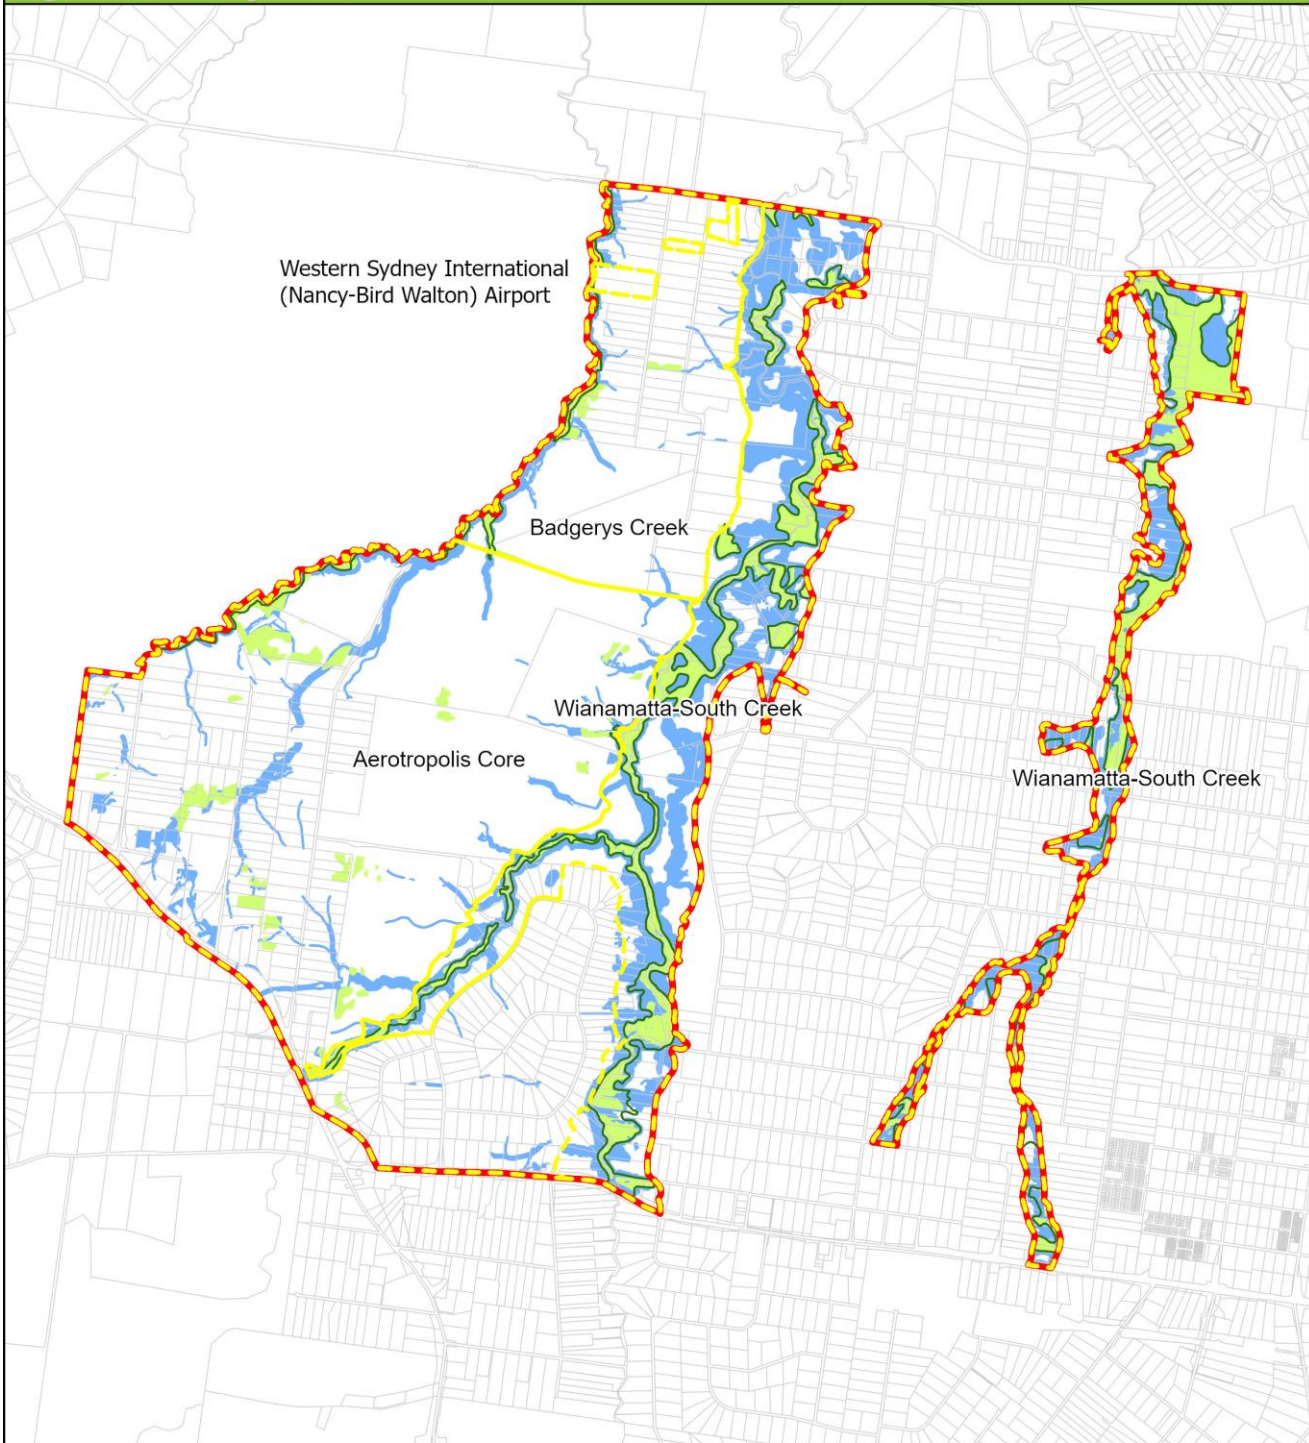 Western Sydney International
(Nancy-Bird Walton) Airport
Badgerys Creek
Wianamatta-South Creek
Aerotropolis Core
Wianamatta-South Creek